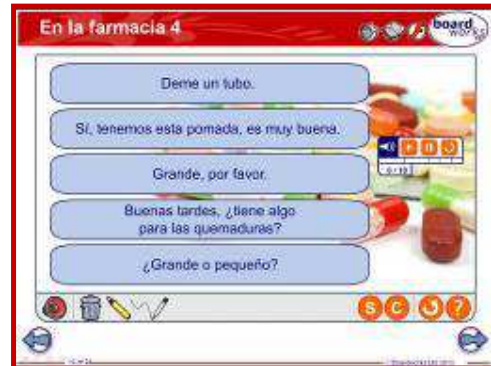 En la farmacia 4
board
works
Deme un tubo.
Sí, tenemos esta pomada, es muy buena.
Grande, por favor.
Buenas tardes, ¿tiene algo
para las quemaduras?
¿Grande o pequeño?
S C ?